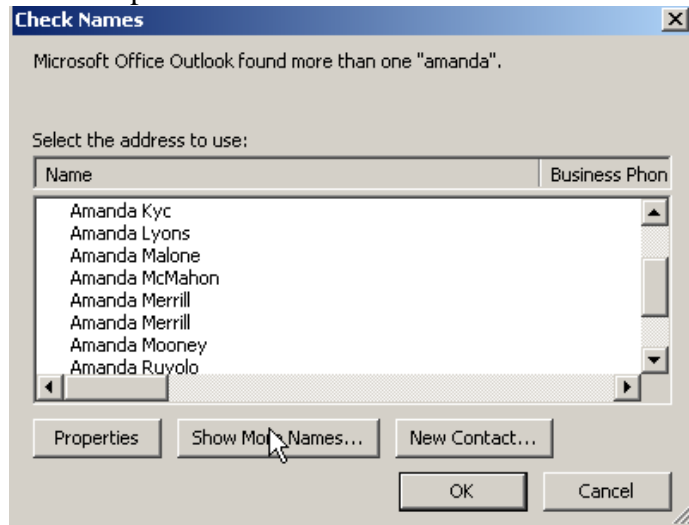 Check Names
Microsoft Office Outlook found more than one "amanda".
Select the address to use:
Name Business Phon
Amanda Kyc
Amanda Lyons
Amanda Malone
Amanda McMahon
Amanda Merrill
Amanda Merrill
Amanda Mooney
Amanda Ruyolo
Properties Show More Names... New Contact...
OK Cancel